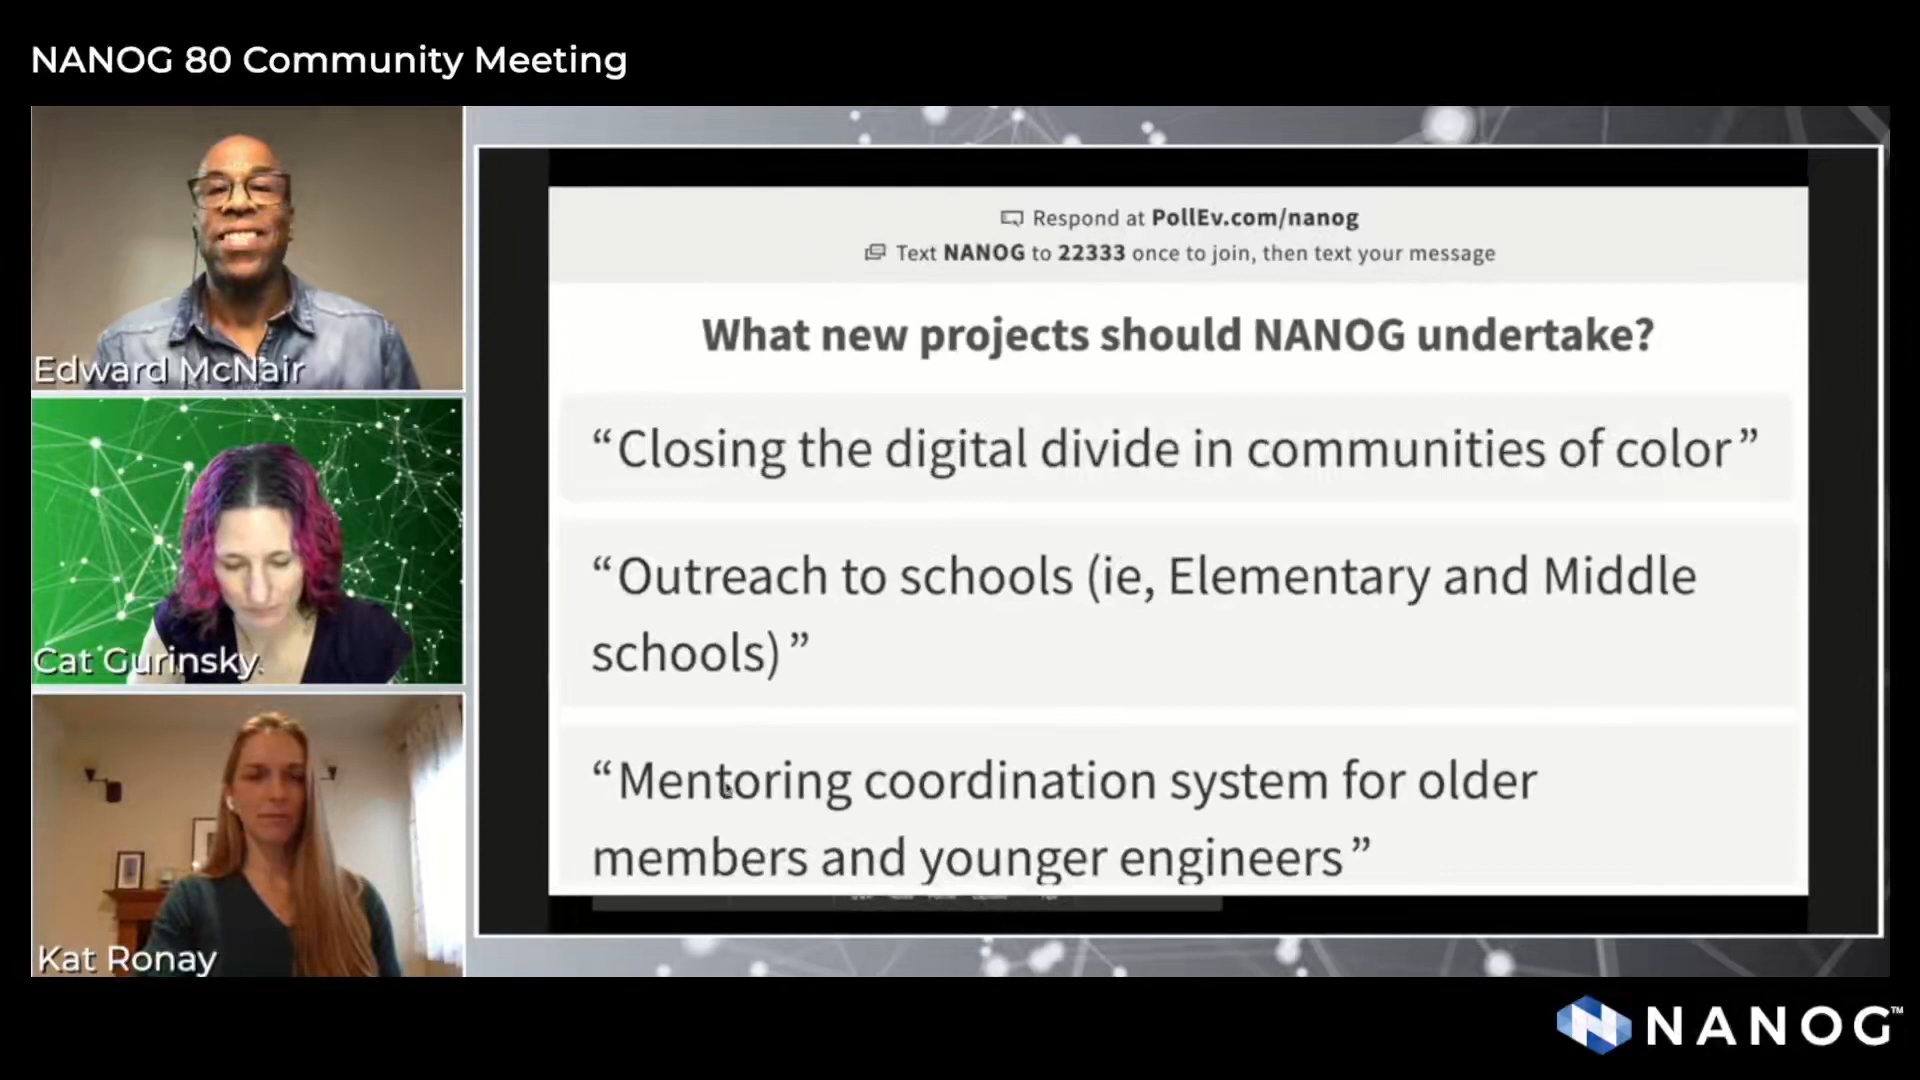 NANOG 80 Community Meeting
Edward McNair
Cat Gurinsky
Kat Ronay
Respond at PollEv.com/nanog
Text NANOG to 22333 once to join, then text your message
What new projects should NANOG undertake?
“Closing the digital divide in communities of color”
“Outreach to schools (ie, Elementary and Middle
schools)”
“Mentoring coordination system for older
members and younger engineers”
NANOG™